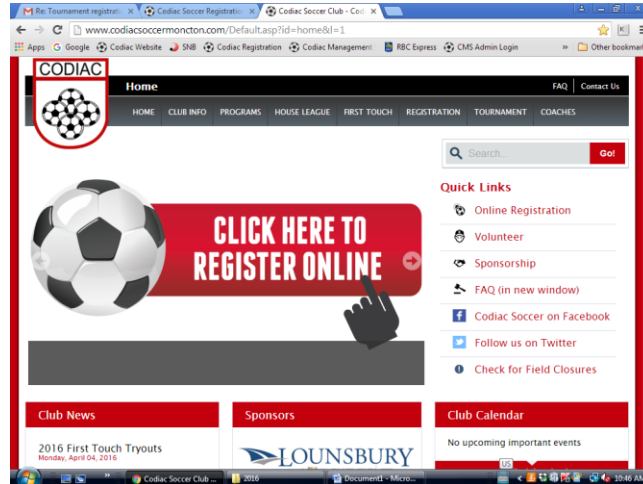 Re: Tournament registrati
Codiac Soccer Registratio
Codiac Soccer Club - Codi
www.codiacsoccermoncton.com/Default.asp?id=home&l=1
Apps Google Codiac Website SNB Codiac Registration Codiac Management RBC Express CMS Admin Login » Other bookmar
CODIAC
Home
FAQ Contact Us
HOME CLUB INFO PROGRAMS HOUSE LEAGUE FIRST TOUCH REGISTRATION TOURNAMENT COACHES
Search... Go!
CLICK HERE TO
REGISTER ONLINE
Quick Links
Online Registration
Volunteer
Sponsorship
FAQ (in new window)
Codiac Soccer on Facebook
Follow us on Twitter
Check for Field Closures
Club News
2016 First Touch Tryouts
Monday, April 04, 2016
Sponsors
LOUNSBURY
Club Calendar
No upcoming important events
US
Codiac Soccer Club ... 2016 Document1 - Micro... 10:46 AM